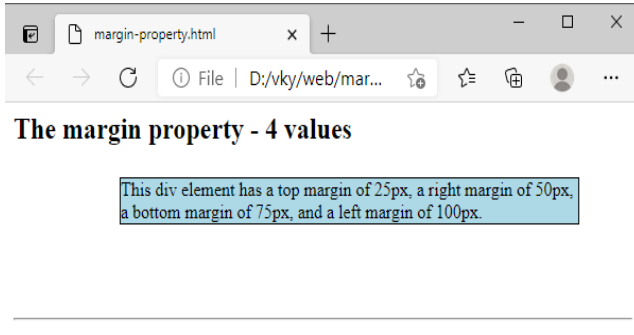 margin-property.html
File
D:/vky/web/mar...
The margin property - 4 values
This div element has a top margin of 25px, a right margin of 50px,
a bottom margin of 75px, and a left margin of 100px.